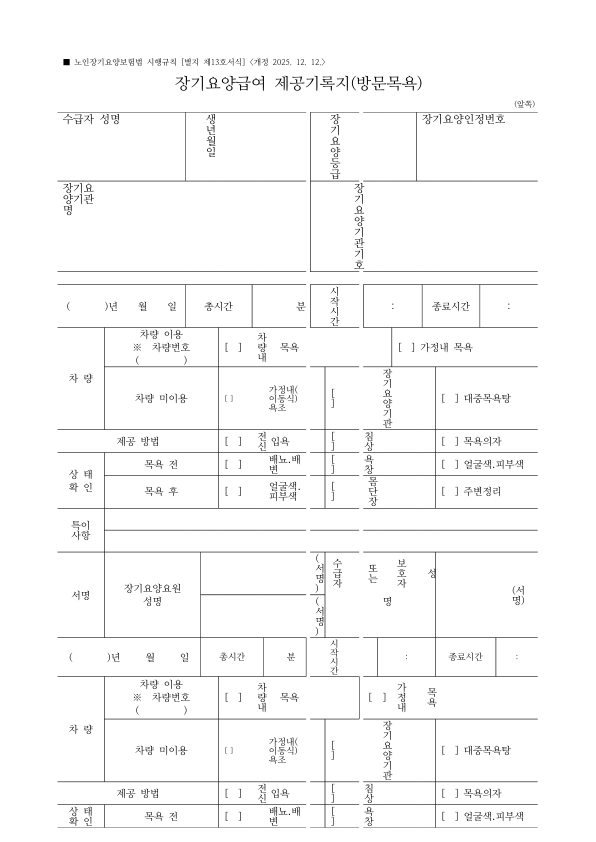 ■ 노인장기요양보험법 시행규칙 [별지 제13호서식] <개정 2025. 12. 12.>
장기요양급여 제공기록지(방문목욕)
(앞쪽)
수급자 성명 생년월일 장기요양등급 장기요양인정번호
장기요양기관명 장기요양기관기호
( )년 월 일 총시간 분 시작시간 : 종료시간 :
차 량
차량 이용
※ 차량번호
( )
[ ] 차량내 목욕 [ ] 가정내 목욕
차량 미이용 [ ] 가정내(이동식)욕조 [ ] 장기요양기관 [ ] 대중목욕탕
제공 방법 [ ] 전신입욕 [ ] 침상 [ ] 목욕의자
상 태
확 인
목욕 전 [ ] 배뇨.배변 [ ] 욕창 [ ] 얼굴색.피부색
목욕 후 [ ] 얼굴색.피부색 [ ] 몸단장 [ ] 주변정리
특이
사항
서명
장기요양요원
성명
(서명)
(서명)
수급자 또는 보호자 성명
(서명)
( )년 월 일 총시간 분 시작시간 : 종료시간 :
차 량
차량 이용
※ 차량번호
( )
[ ] 차량내 목욕 [ ] 가정내 목욕
차량 미이용 [ ] 가정내(이동식)욕조 [ ] 장기요양기관 [ ] 대중목욕탕
제공 방법 [ ] 전신입욕 [ ] 침상 [ ] 목욕의자
상 태
확 인
목욕 전 [ ] 배뇨.배변 [ ] 욕창 [ ] 얼굴색.피부색